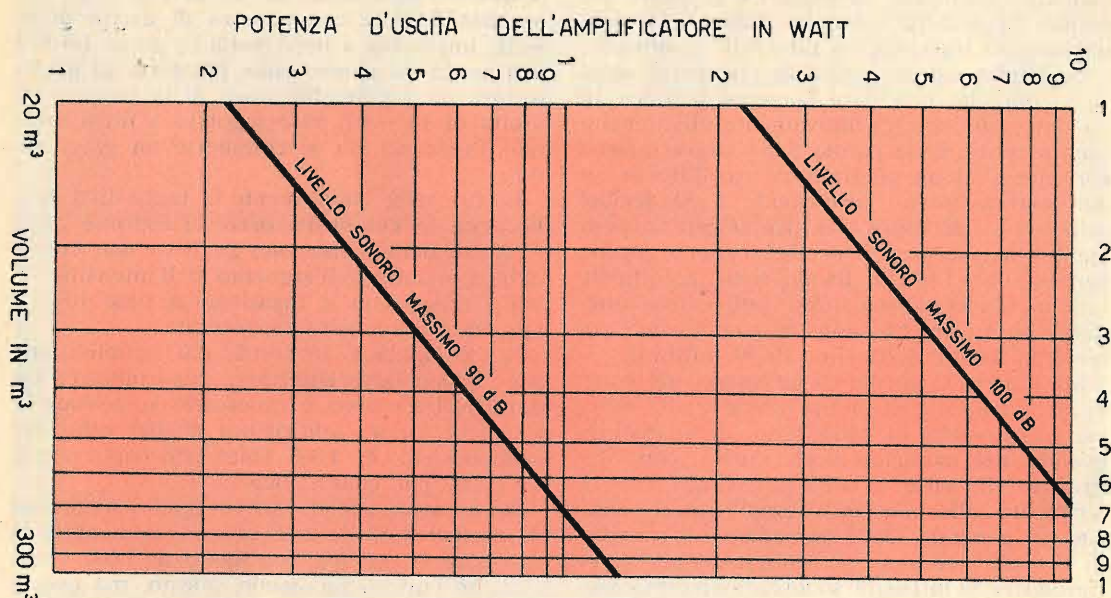 POTENZA D'USCITA DELL'AMPLIFICATORE IN WATT
1 2 3 4 5 6 7 8 9 1 2 3 4 5 6 7 8 9 10
20 m³
VOLUME IN m³
300 m³
LIVELLO SONORO MASSIMO 90 dB
LIVELLO SONORO MASSIMO 100 dB
1
2
3
4
5
6
7
8
9
1